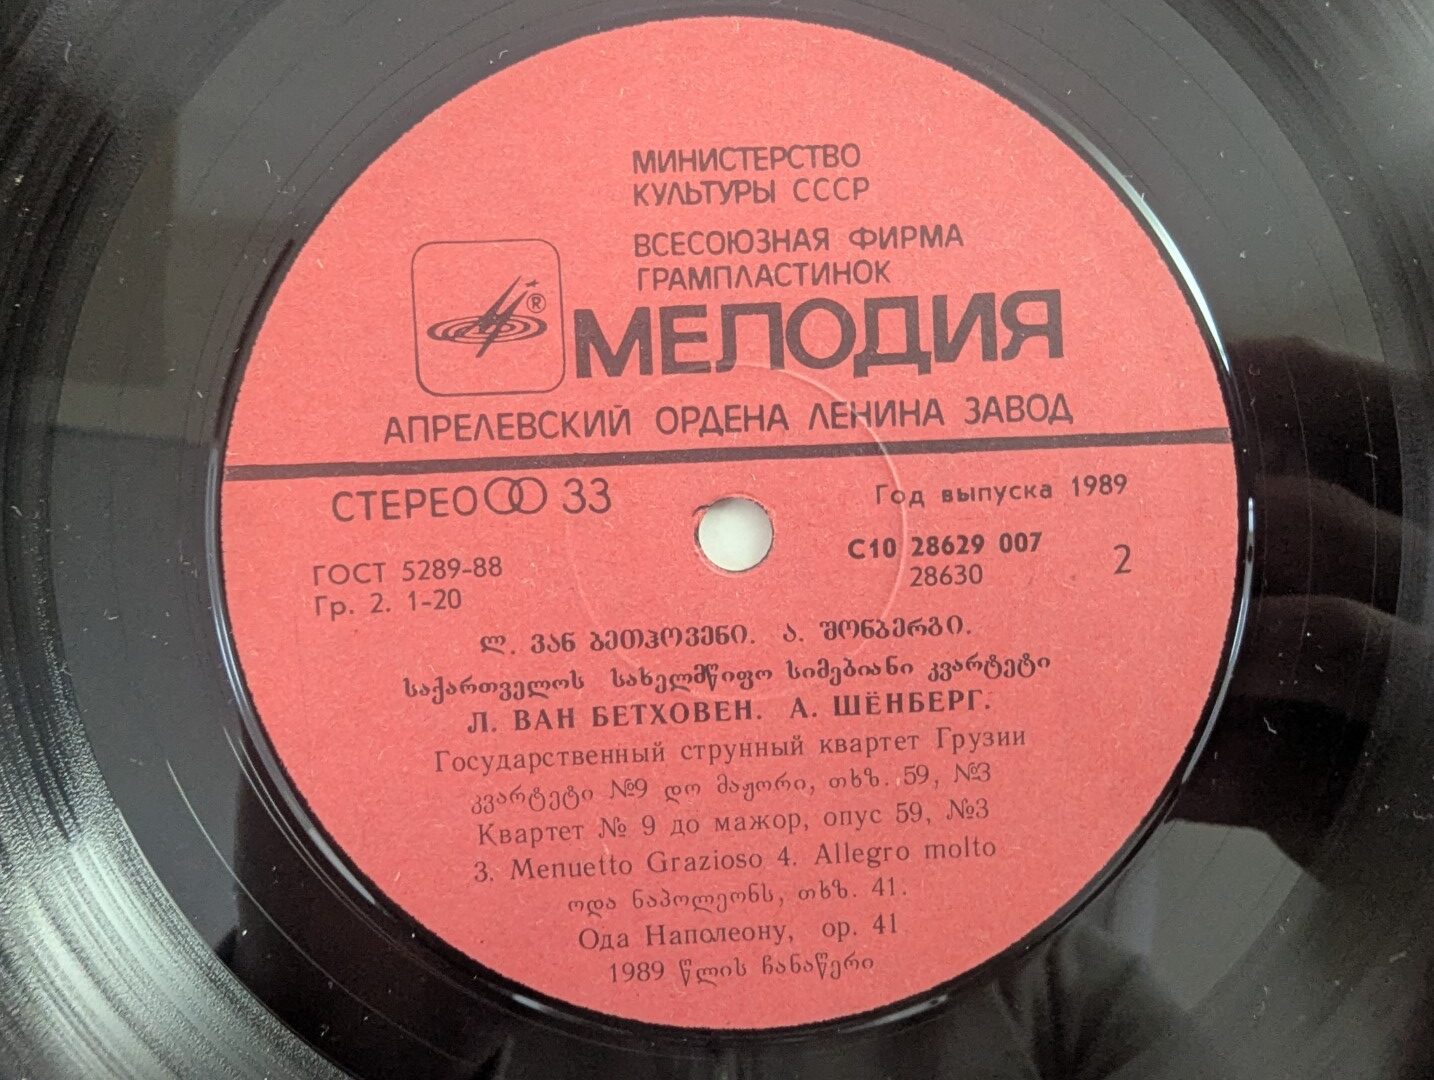 МИНИСТЕРСТВО
КУЛЬТУРЫ СССР
ВСЕСОЮЗНАЯ ФИРМА
ГРАМПЛАСТИНОК
®
МЕЛОДИЯ
АПРЕЛЕВСКИЙ ОРДЕНА ЛЕНИНА ЗАВОД
СТЕРЕО 33
Год выпуска 1989
ГОСТ 5289-88
Гр. 2. 1-20
С10 28629 007
28630
2
ლ. ვან ბეთჰოვენი. ა. შონბერგი.
საქართველოს სახელმწიფო სიმებიანი კვარტეტი
Л. ВАН БЕТХОВЕН. А. ШЁНБЕРГ.
Государственный струнный квартет Грузии
კვარტეტი №9 დო მაჟორი, თხზ. 59, №3
Квартет № 9 до мажор, опус 59, №3
3. Menuetto Grazioso 4. Allegro molto
ოდა ნაპოლეონს, თხზ. 41.
Ода Наполеону, ор. 41
1989 წლის ჩანაწერი